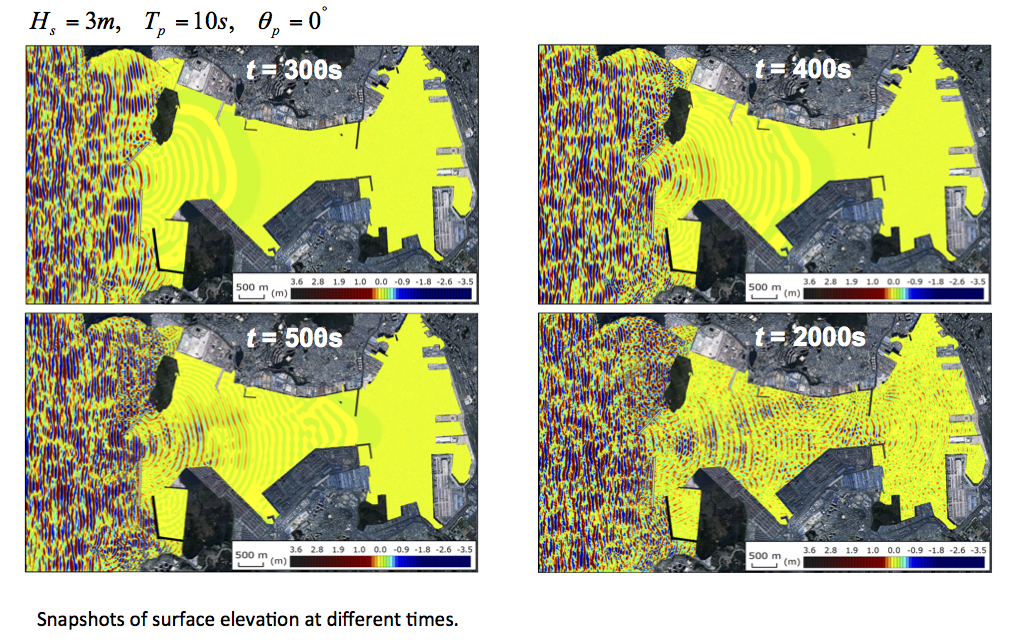 H_s = 3m, T_p = 10s, θ_p = 0°
t = 300s
500 m
(m)
3.6 2.8 1.9 1.0 0.0 -0.9 -1.8 -2.6 -3.5
t = 400s
500 m
(m)
3.6 2.8 1.9 1.0 0.0 -0.9 -1.8 -2.6 -3.5
t = 500s
500 m
(m)
3.6 2.8 1.9 1.0 0.0 -0.9 -1.8 -2.6 -3.5
t = 2000s
500 m
(m)
3.6 2.8 1.9 1.0 0.0 -0.9 -1.8 -2.6 -3.5
Snapshots of surface elevation at different times.